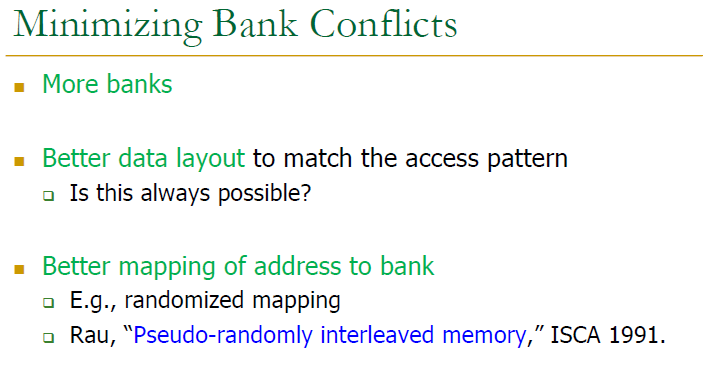 Minimizing Bank Conflicts
More banks
Better data layout to match the access pattern
Is this always possible?
Better mapping of address to bank
E.g., randomized mapping
Rau, “Pseudo-randomly interleaved memory,” ISCA 1991.